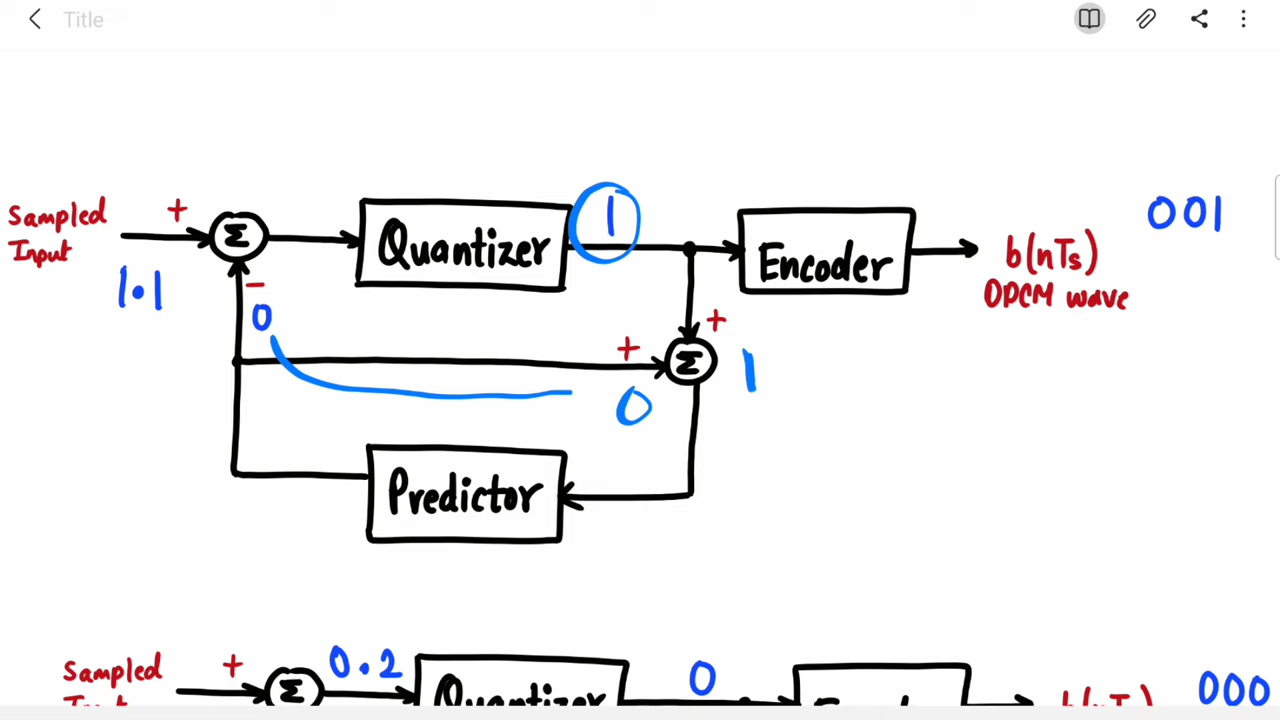 Title
Sampled
Input
+
Σ
-
1.1
0
Quantizer
1
Encoder
b(nTs)
DPCM wave
001
+
+
Σ
0
1
Predictor
Sampled
+
Σ
0.2
Quantizer
0
000